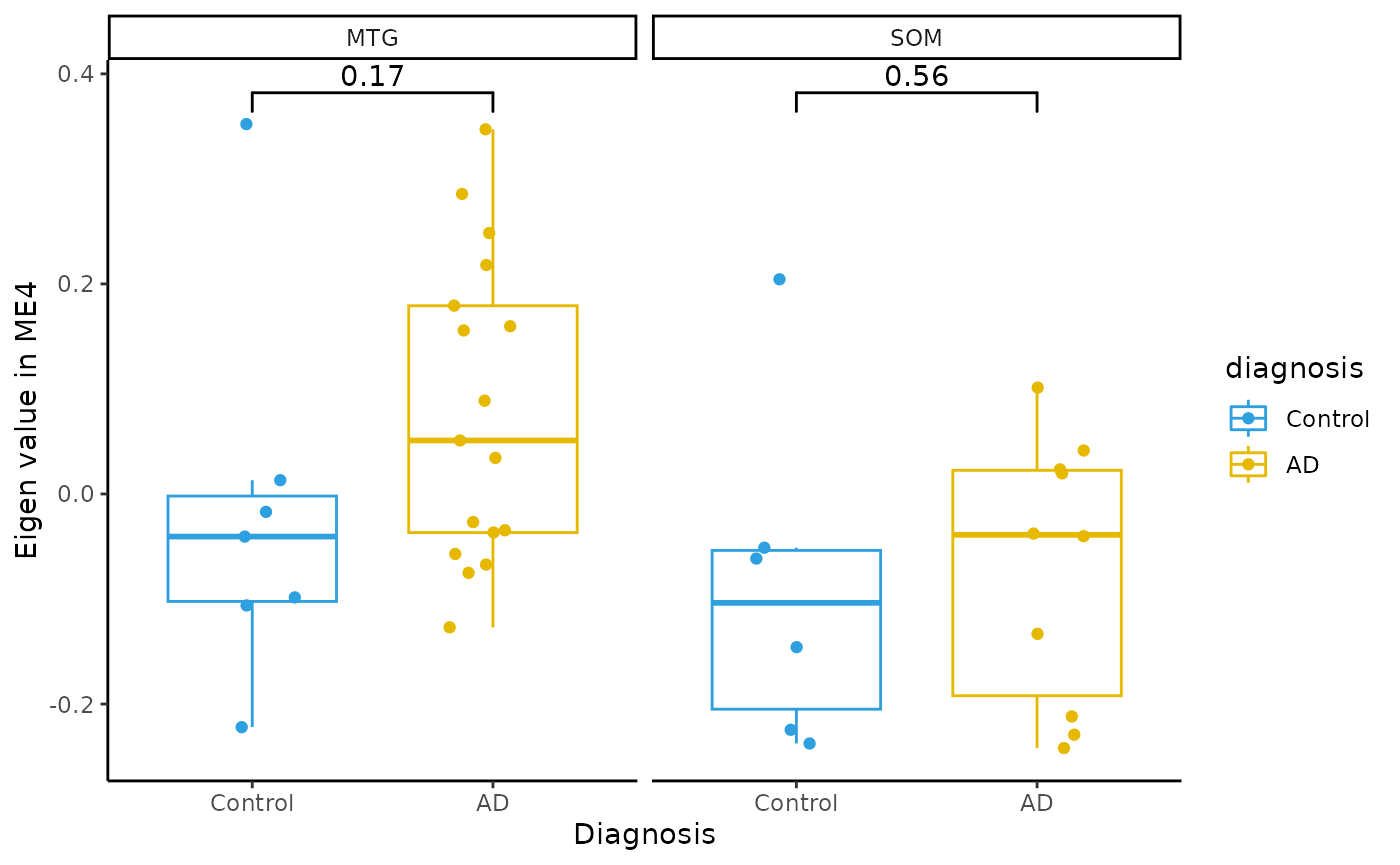 MTG
SOM
0.17
0.56
0.4
0.2
0.0
-0.2
Eigen value in ME4
Control
AD
Control
AD
Diagnosis
diagnosis
Control
AD